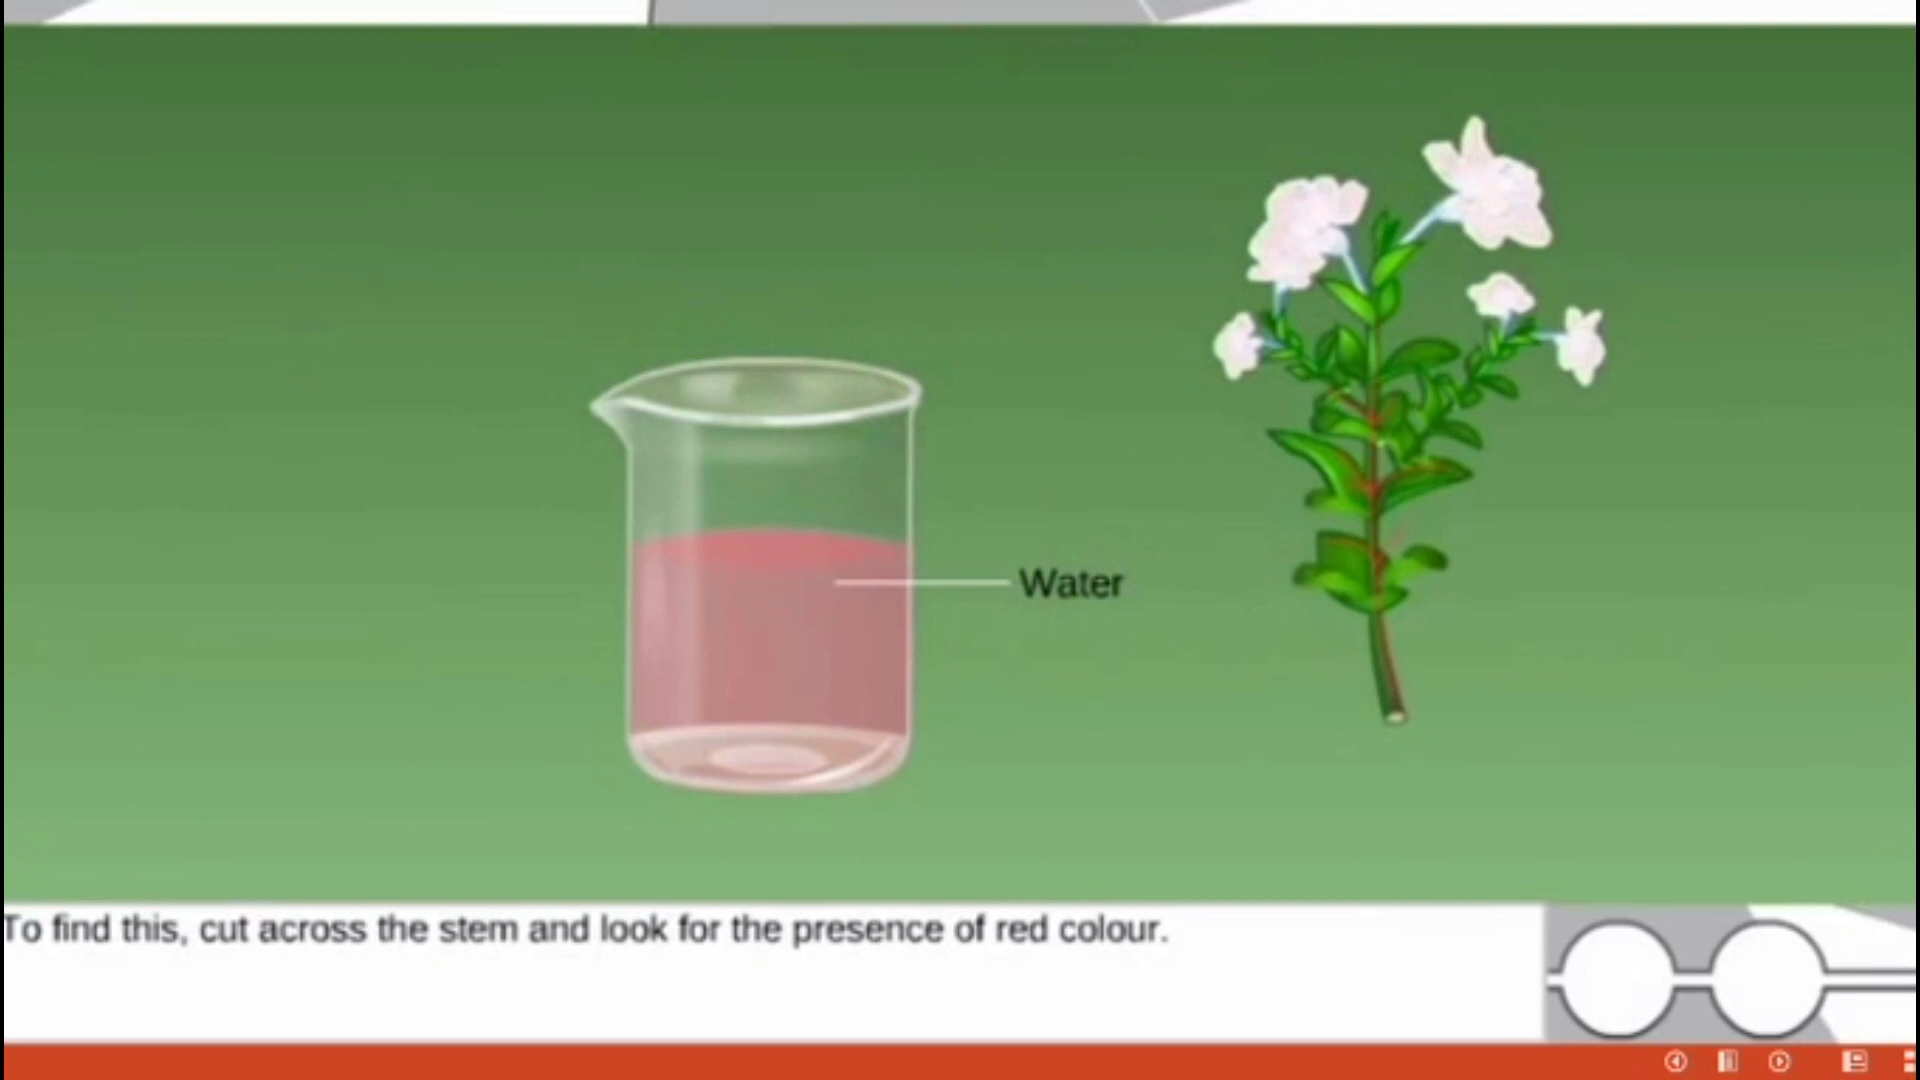 Water
To find this, cut across the stem and look for the presence of red colour.